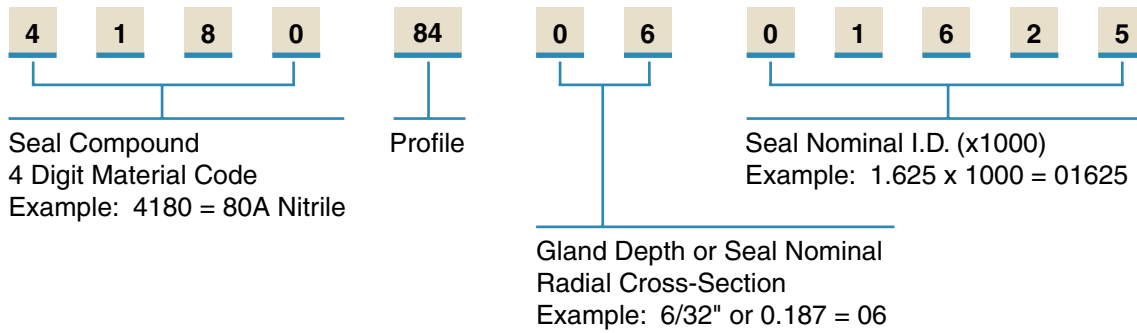 4 1 8 0 84 0 6 0 1 6 2 5
Seal Compound
4 Digit Material Code
Example: 4180 = 80A Nitrile
Profile
Gland Depth or Seal Nominal
Radial Cross-Section
Example: 6/32" or 0.187 = 06
Seal Nominal I.D. (x1000)
Example: 1.625 x 1000 = 01625